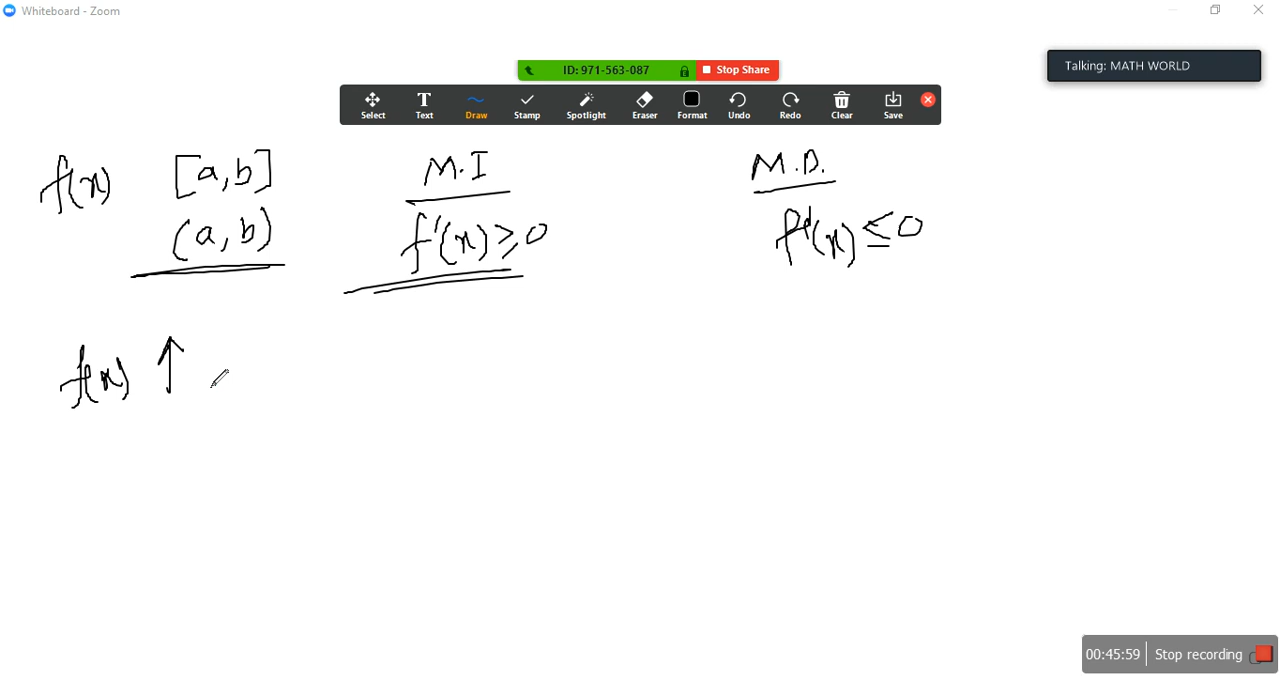 Whiteboard - Zoom
Talking: MATH WORLD
ID: 971-563-087 Stop Share
Select Text Draw Stamp Spotlight Eraser Format Undo Redo Clear Save
f(x) [a,b] M.I M.D.
(a,b) f'(x) ≥ 0 f'(x) ≤ 0
f(x) ↑
00:45:59 Stop recording